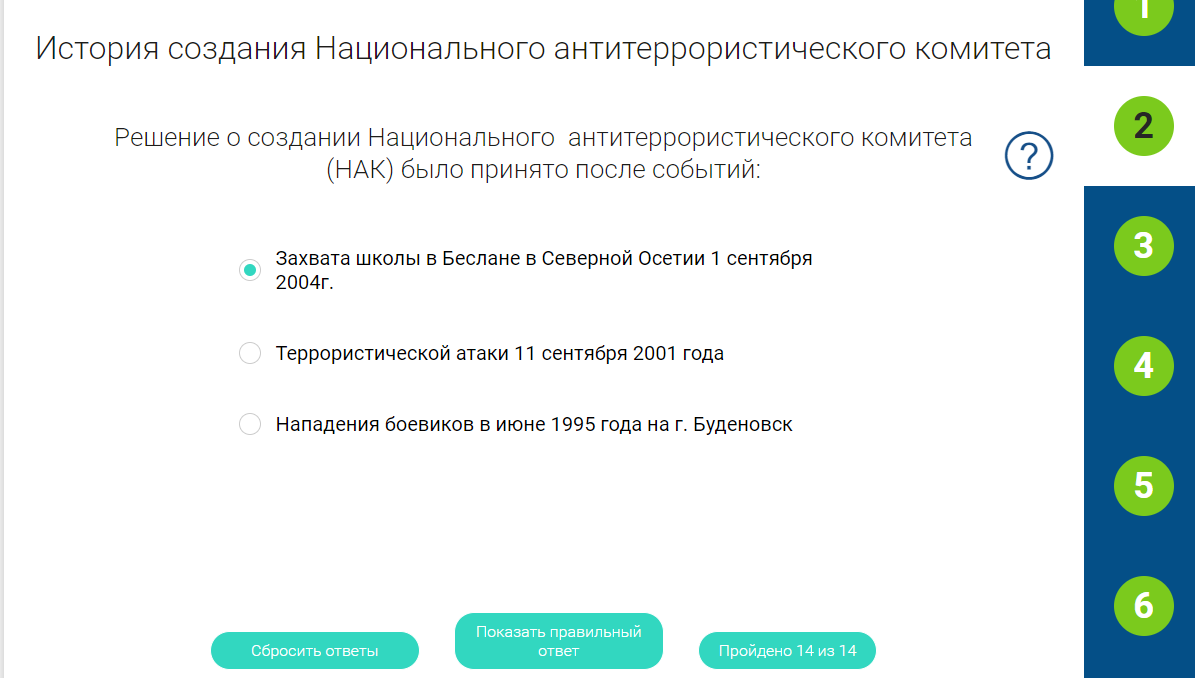 1
История создания Национального антитеррористического комитета
Решение о создании Национального  антитеррористического комитета
(НАК) было принято после событий:
?
2
Захвата школы в Беслане в Северной Осетии 1 сентября
2004г.
3
Террористической атаки 11 сентября 2001 года
4
Нападения боевиков в июне 1995 года на г. Буденовск
5
6
Сбросить ответы
Показать правильный
ответ
Пройдено 14 из 14